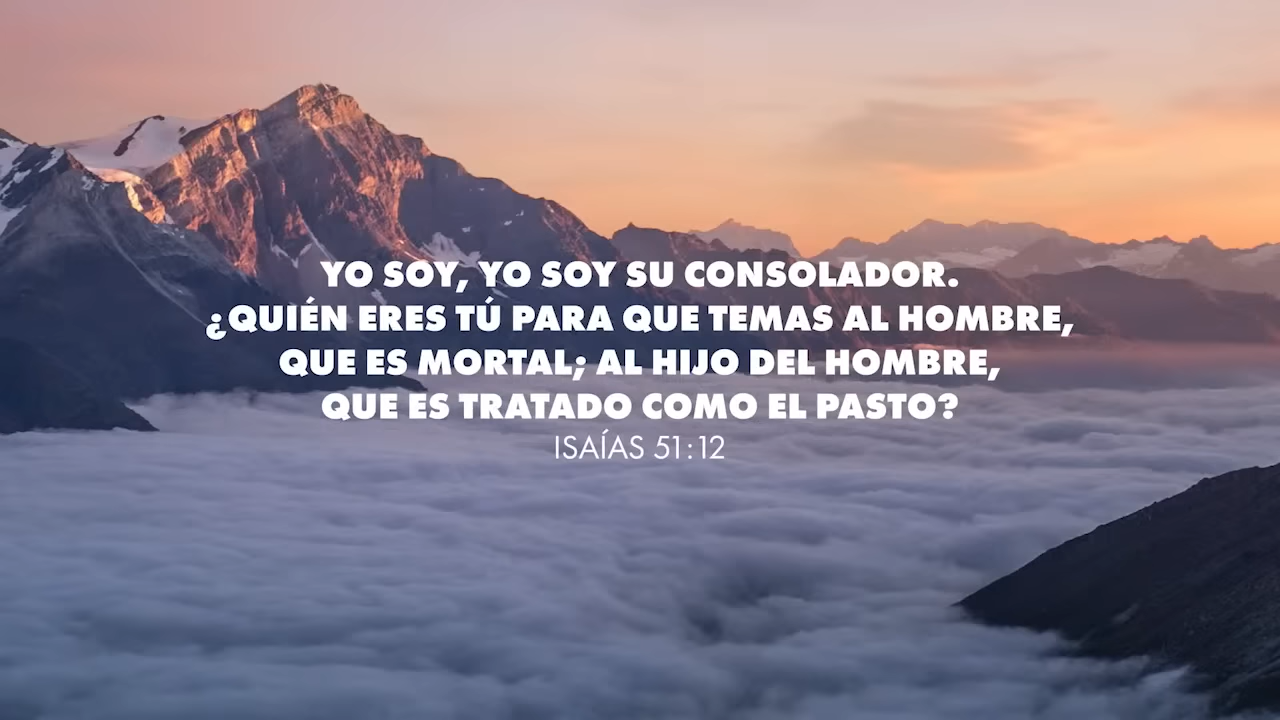 YO SOY, YO SOY SU CONSOLADOR.
¿QUIÉN ERES TÚ PARA QUE TEMAS AL HOMBRE,
QUE ES MORTAL; AL HIJO DEL HOMBRE,
QUE ES TRATADO COMO EL PASTO?
ISAÍAS 51:12